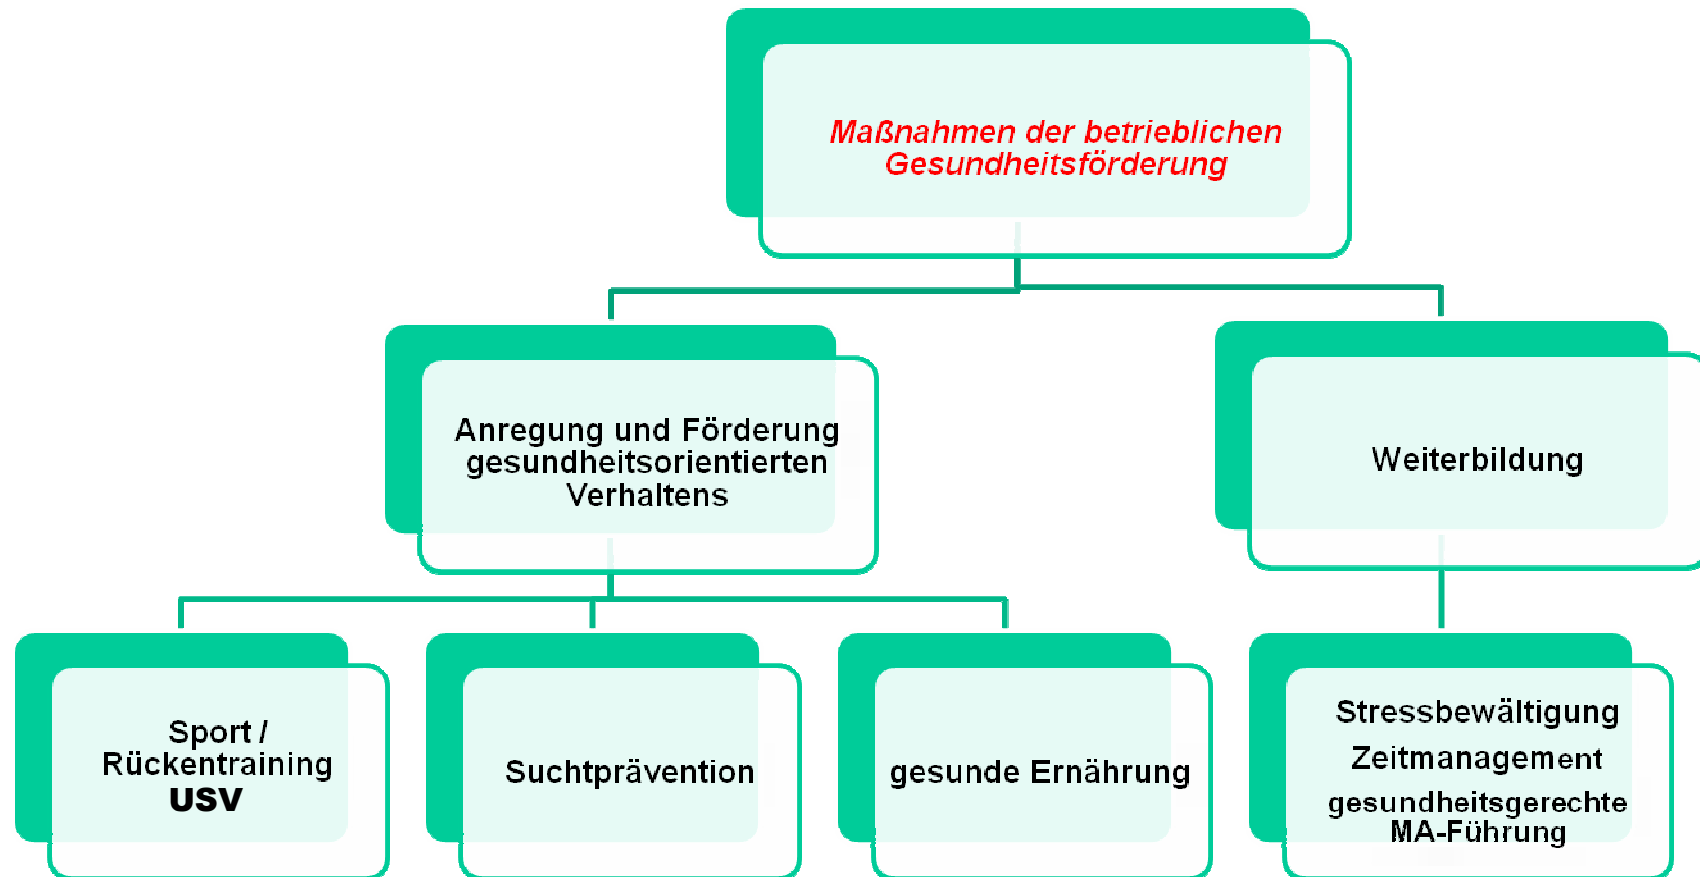 Maßnahmen der betrieblichen
Gesundheitsförderung
Anregung und Förderung
gesundheitsorientierten
Verhaltens
Weiterbildung
Sport /
Rückentraining
USV
Suchtprävention
gesunde Ernährung
Stressbewältigung
Zeitmanagement
gesundheitsgerechte
MA-Führung